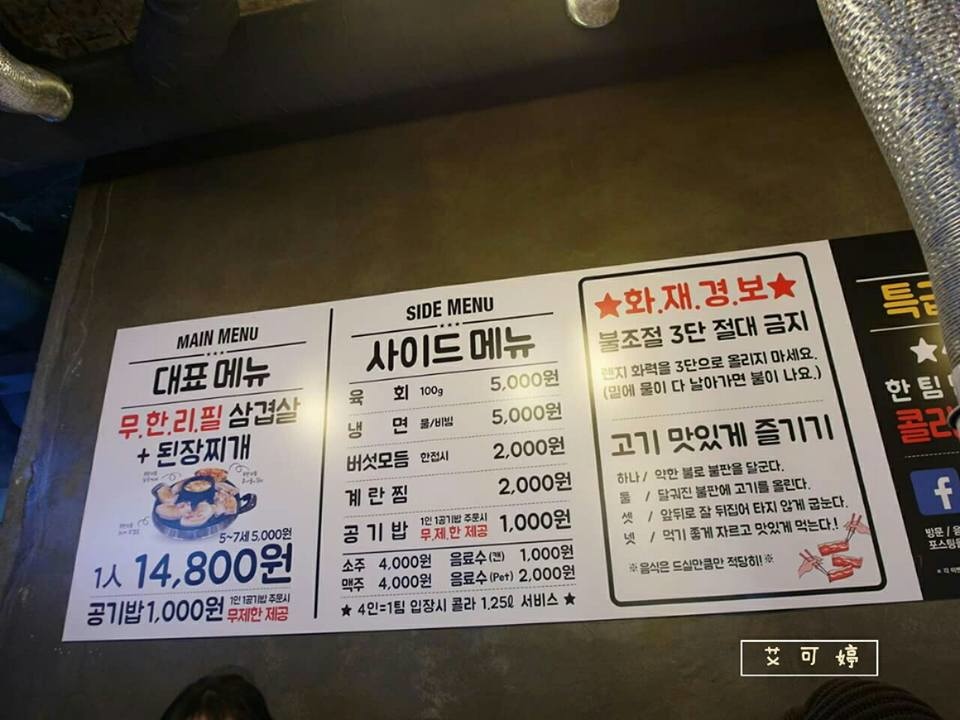 MAIN MENU
대표 메뉴
무.한.리.필 삼겹살
+ 된장찌개
5~7세 5,000원
1人 14,800원
공기밥 1,000원 1인 1공기밥 주문시
무제한 제공
SIDE MENU
사이드 메뉴
육 회 100g 5,000원
냉 면 물/비빔 5,000원
버섯모듬 한접시 2,000원
계 란 찜 2,000원
공 기 밥 1인 1공기밥 주문시 무.제.한 제공 1,000원
소주 4,000원 음료수(캔) 1,000원
맥주 4,000원 음료수(Pet) 2,000원
★ 4인=1팀 입장시 콜라 1.25ℓ 서비스 ★
★화.재.경.보★
불조절 3단 절대 금지
렌지 화력을 3단으로 올리지 마세요.
(밑에 물이 다 날아가면 불이 나요.)
고기 맛있게 즐기기
하나 / 약한 불로 불판을 달군다.
둘 / 달궈진 불판에 고기를 올린다.
셋 / 앞뒤로 잘 뒤집어 타지 않게 굽는다.
넷 / 먹기 좋게 자르고 맛있게 먹는다.!
※음식은 드실만큼만 적당히!※
한 팀
콜라
f
방문 /
포스팅
艾可婷